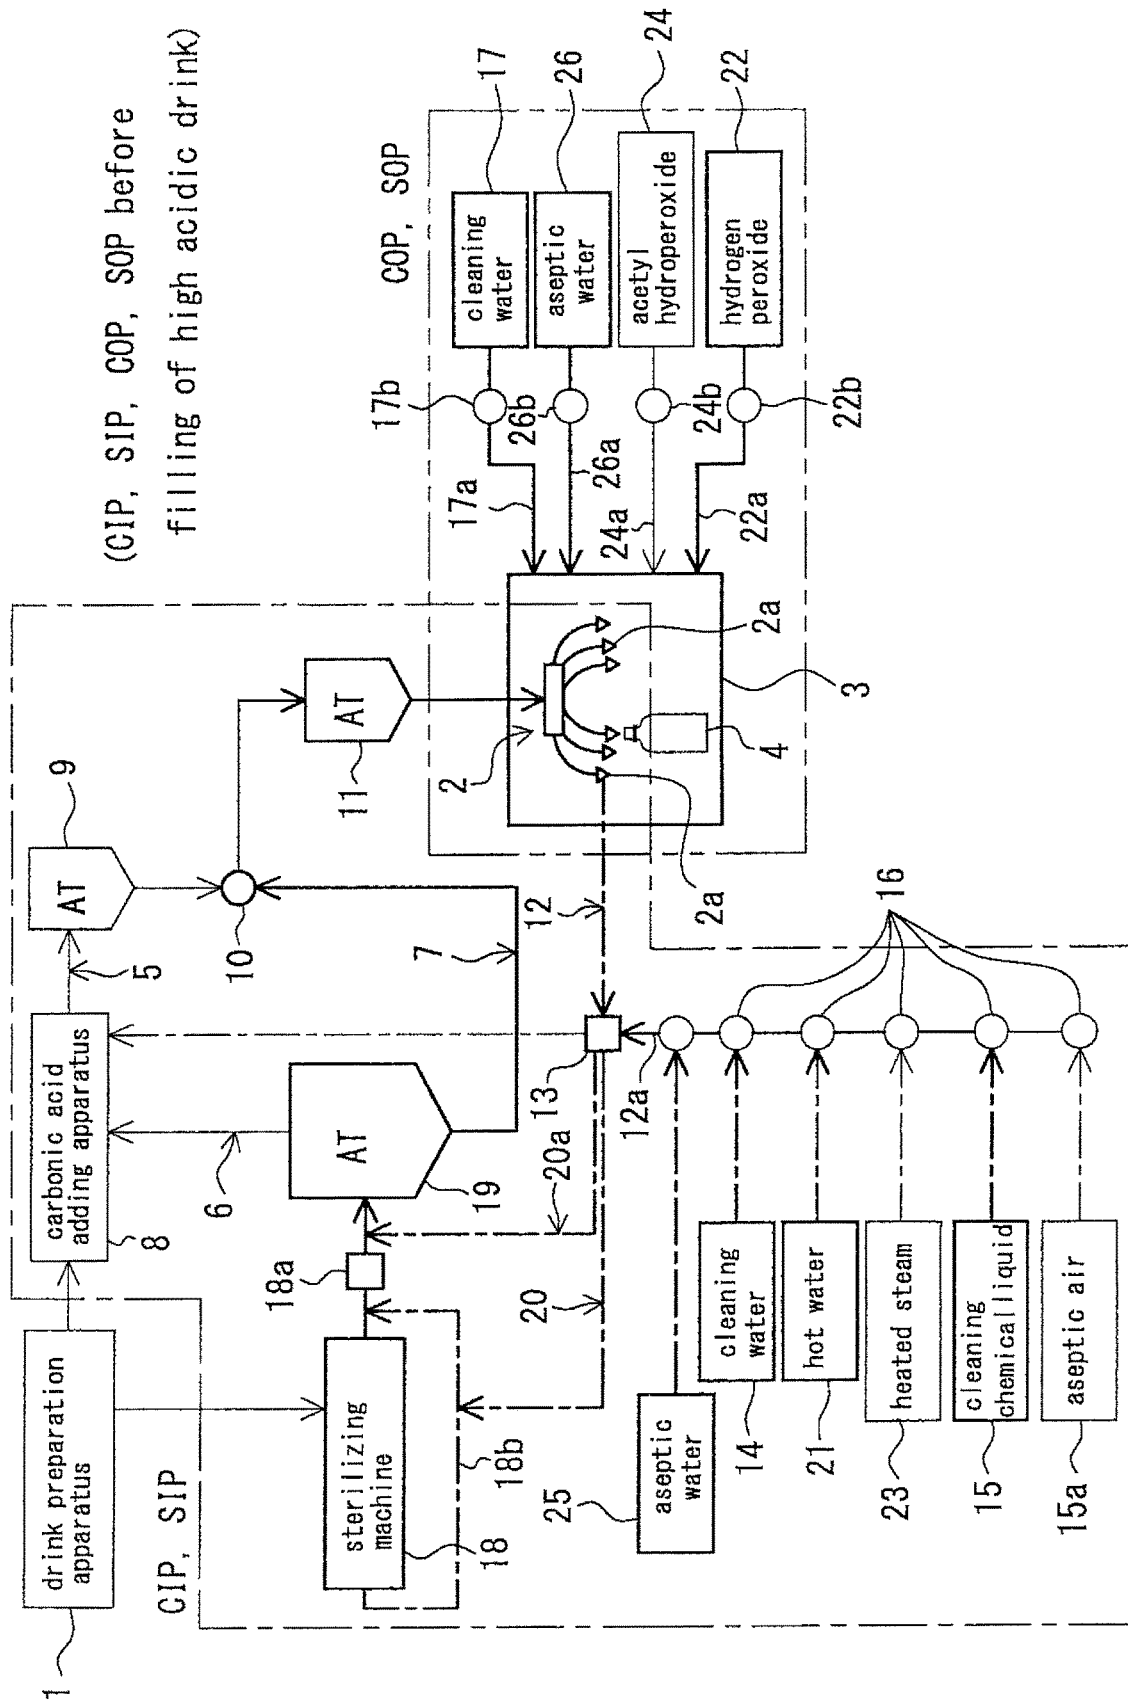 (CIP, SIP, COP, SOP before
filling of high acidic drink)
1
drink preparation
apparatus
CIP, SIP
carbonic acid
adding apparatus
8
5
AT
9
10
6
AT
19
7
AT
11
sterilizing
machine
18
18a
18b
20
20a
13
12
12a
2
2a
2a
3
4
COP, SOP
17a
17b
cleaning
water
17
26a
26b
aseptic
water
26
24a
24b
acetyl
hydroperoxide
24
22a
22b
hydrogen
peroxide
22
25
aseptic
water
14
cleaning
water
21
hot water
23
heated steam
15
cleaning
chemical liquid
15a
aseptic air
16